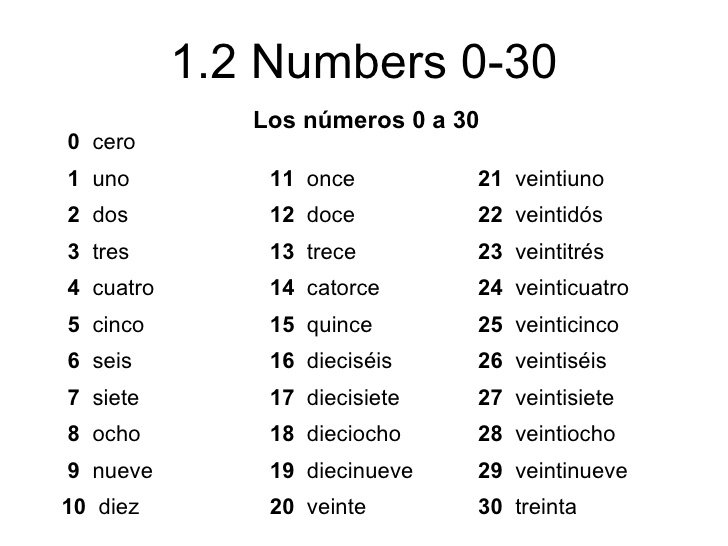 1.2 Numbers 0-30
Los números 0 a 30
0 cero
1 uno
2 dos
3 tres
4 cuatro
5 cinco
6 seis
7 siete
8 ocho
9 nueve
10 diez
11 once
12 doce
13 trece
14 catorce
15 quince
16 dieciséis
17 diecisiete
18 dieciocho
19 diecinueve
20 veinte
21 veintiuno
22 veintidós
23 veintitrés
24 veinticuatro
25 veinticinco
26 veintiséis
27 veintisiete
28 veintiocho
29 veintinueve
30 treinta